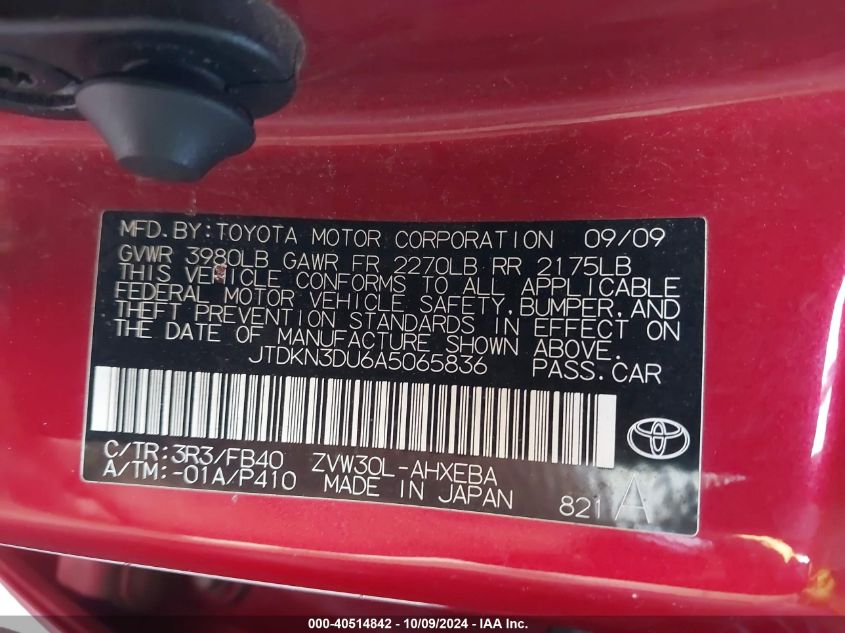 MFD.BY:TOYOTA MOTOR CORPORATION 09/09
GVWR 3980LB GAWR FR 2270LB RR 2175LB
THIS VEHICLE CONFORMS TO ALL APPLICABLE
FEDERAL MOTOR VEHICLE SAFETY,BUMPER,AND
THEFT PREVENTION STANDARDS IN EFFECT ON
THE DATE OF MANUFACTURE SHOWN ABOVE.
JTDKN3DU6A5065836 PASS.CAR
C/TR:3R3/FB40 ZVW30L-AHXEBA
A/TM:-01A/P410 MADE IN JAPAN 821 A
000-40514842 - 10/09/2024 - IAA Inc.